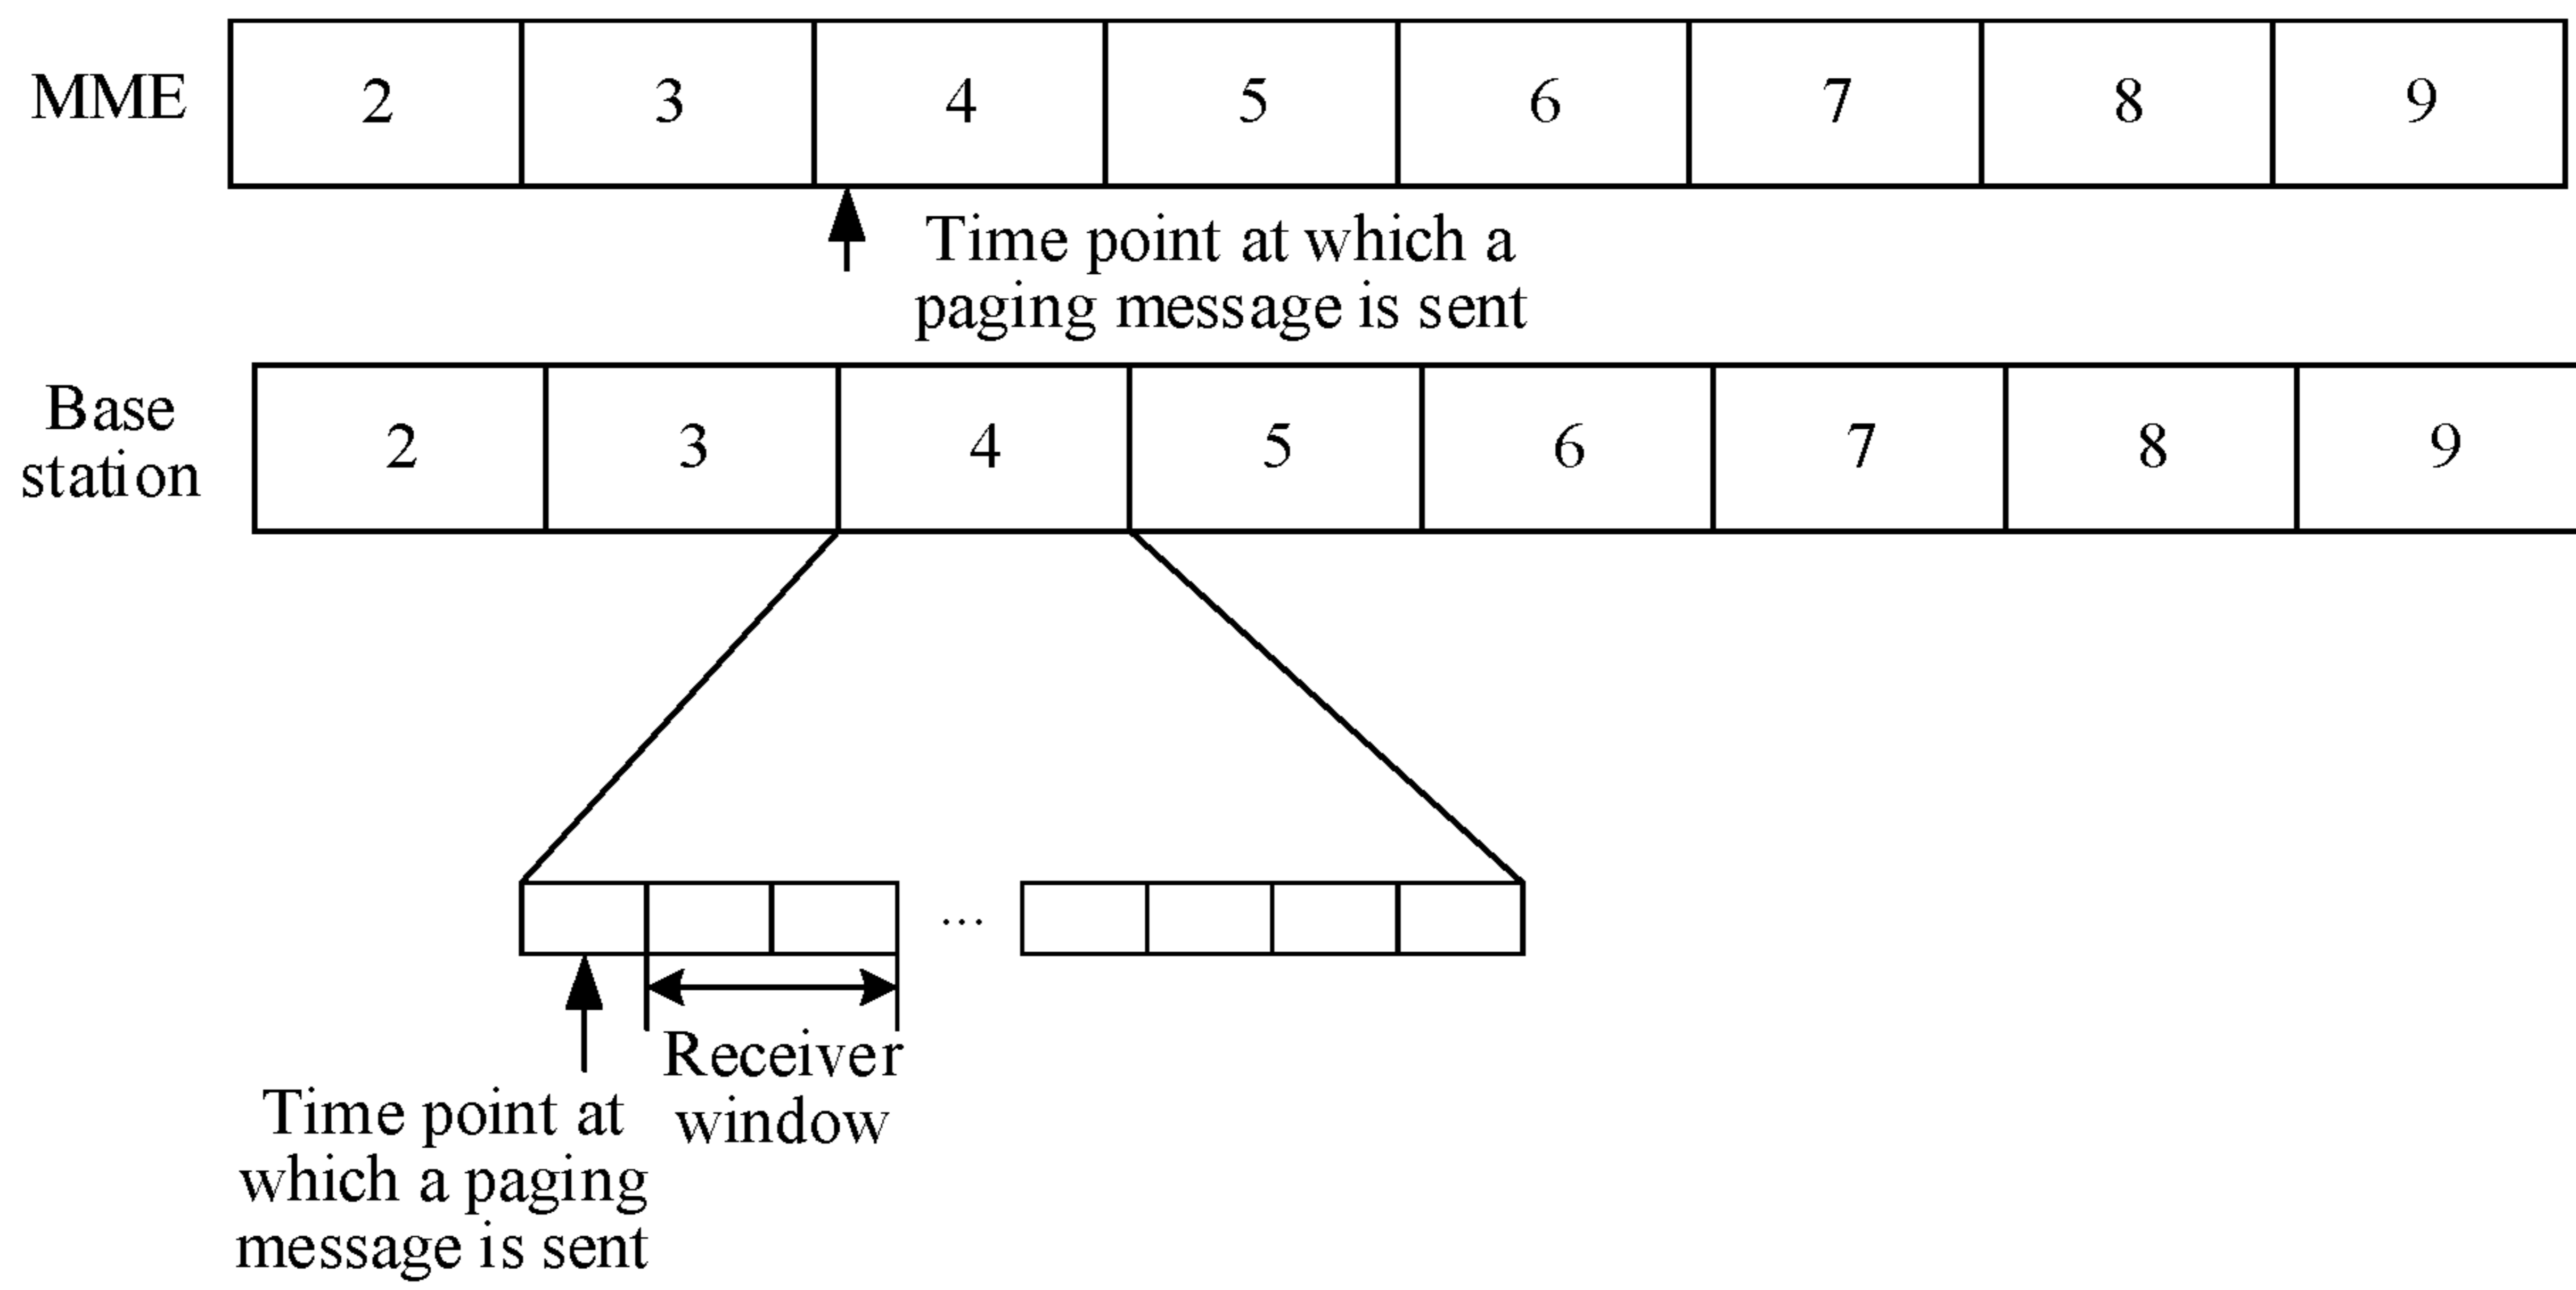 MME 2 3 4 5 6 7 8 9
Time point at which a
paging message is sent
Base
station
2 3 4 5 6 7 8 9
...
Receiver
window
Time point at
which a paging
message is sent